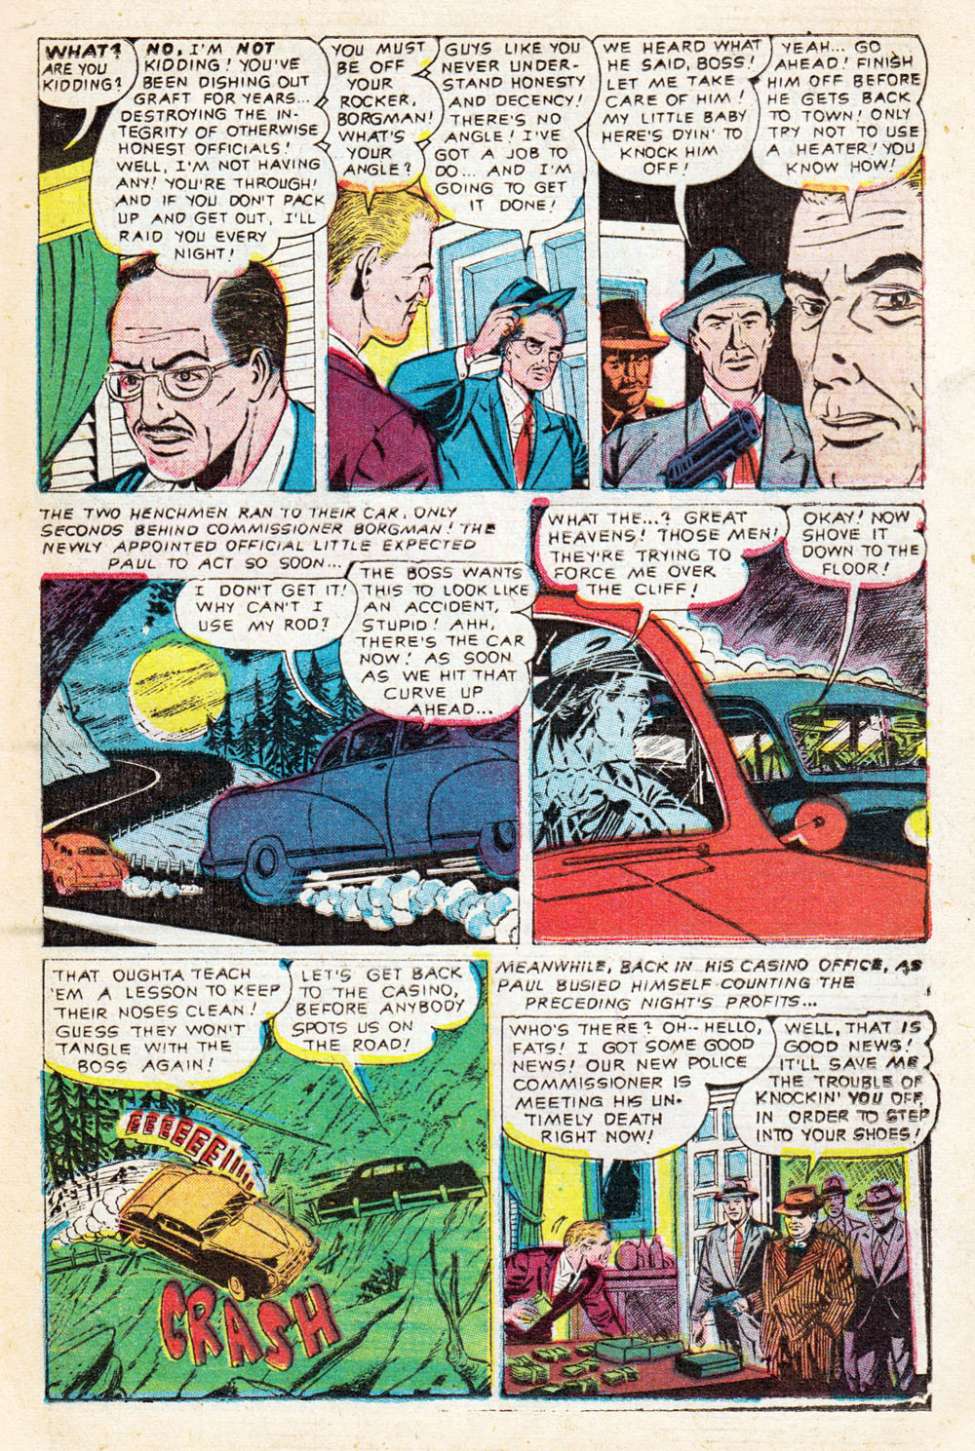 WHAT?
ARE YOU
KIDDING?
NO, I'M NOT
KIDDING! YOU'VE
BEEN DISHING OUT
GRAFT FOR YEARS...
DESTROYING THE IN-
TEGRITY OF OTHERWISE
HONEST OFFICIALS!
WELL, I'M NOT HAVING
ANY! YOU'RE THROUGH!
AND IF YOU DON'T PACK
UP AND GET OUT, I'LL
RAID YOU EVERY
NIGHT!
YOU MUST
BE OFF
YOUR
ROCKER,
BORGMAN!
WHAT'S
YOUR
ANGLE?
GUYS LIKE YOU
NEVER UNDER-
STAND HONESTY
AND DECENCY!
THERE'S NO
ANGLE! I'VE
GOT A JOB TO
DO... AND I'M
GOING TO GET
IT DONE!
WE HEARD WHAT
HE SAID, BOSS!
LET ME TAKE
CARE OF HIM!
MY LITTLE BABY
HERE'S DYIN' TO
KNOCK HIM
OFF!
YEAH... GO
AHEAD! FINISH
HIM OFF BEFORE
HE GETS BACK
TO TOWN! ONLY
TRY NOT TO USE
A HEATER! YOU
KNOW HOW!
THE TWO HENCHMEN RAN TO THEIR CAR, ONLY
SECONDS BEHIND COMMISSIONER BORGMAN! THE
NEWLY APPOINTED OFFICIAL LITTLE EXPECTED
PAUL TO ACT SO SOON...
I DON'T GET IT!
WHY CAN'T I
USE MY ROD?
THE BOSS WANTS
THIS TO LOOK LIKE
AN ACCIDENT,
STUPID! AHH,
THERE'S THE CAR
NOW! AS SOON
AS WE HIT THAT
CURVE UP
AHEAD...
WHAT THE...? GREAT
HEAVENS! THOSE MEN!
THEY'RE TRYING TO
FORCE ME OVER
THE CLIFF!
OKAY! NOW
SHOVE IT
DOWN TO THE
FLOOR!
THAT OUGHTA TEACH
'EM A LESSON TO KEEP
THEIR NOSES CLEAN!
GUESS THEY WON'T
TANGLE WITH THE
BOSS AGAIN!
LET'S GET BACK
TO THE CASINO,
BEFORE ANYBODY
SPOTS US ON
THE ROAD!
EEEEEEE!!!!
CRASH
MEANWHILE, BACK IN HIS CASINO OFFICE, AS
PAUL BUSIED HIMSELF COUNTING THE
PRECEDING NIGHT'S PROFITS...
WHO'S THERE? OH-- HELLO,
FATS! I GOT SOME GOOD
NEWS! OUR NEW POLICE
COMMISSIONER IS
MEETING HIS UN-
TIMELY DEATH
RIGHT NOW!
WELL, THAT IS
GOOD NEWS!
IT'LL SAVE ME
THE TROUBLE OF
KNOCKIN' YOU OFF,
IN ORDER TO STEP
INTO YOUR SHOES!